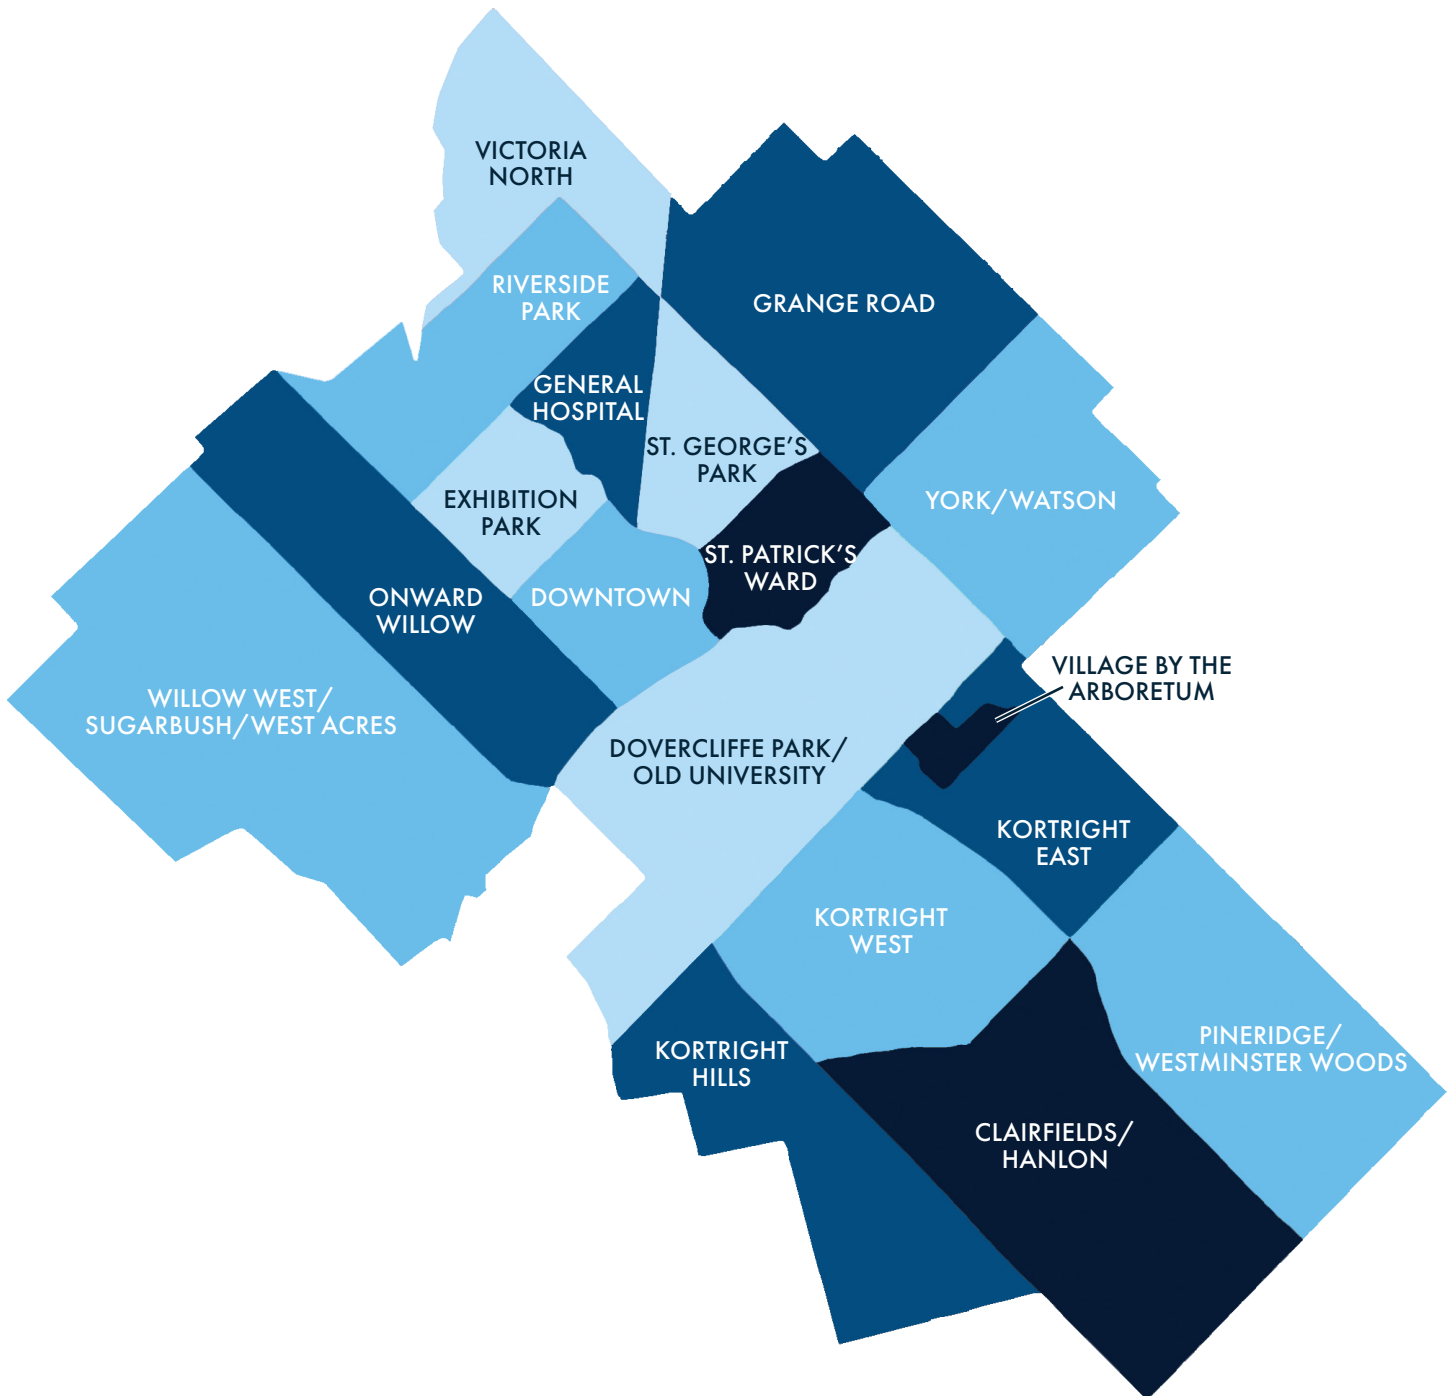 VICTORIA
NORTH
RIVERSIDE
PARK
GRANGE ROAD
GENERAL
HOSPITAL
ST. GEORGE'S
PARK
EXHIBITION
PARK
YORK/WATSON
ST. PATRICK'S
WARD
ONWARD
WILLOW
DOWNTOWN
VILLAGE BY THE
ARBORETUM
WILLOW WEST/
SUGARBUSH/WEST ACRES
DOVERCLIFFE PARK/
OLD UNIVERSITY
KORTRIGHT
EAST
KORTRIGHT
WEST
KORTRIGHT
HILLS
PINERIDGE/
WESTMINSTER WOODS
CLAIRFIELDS/
HANLON